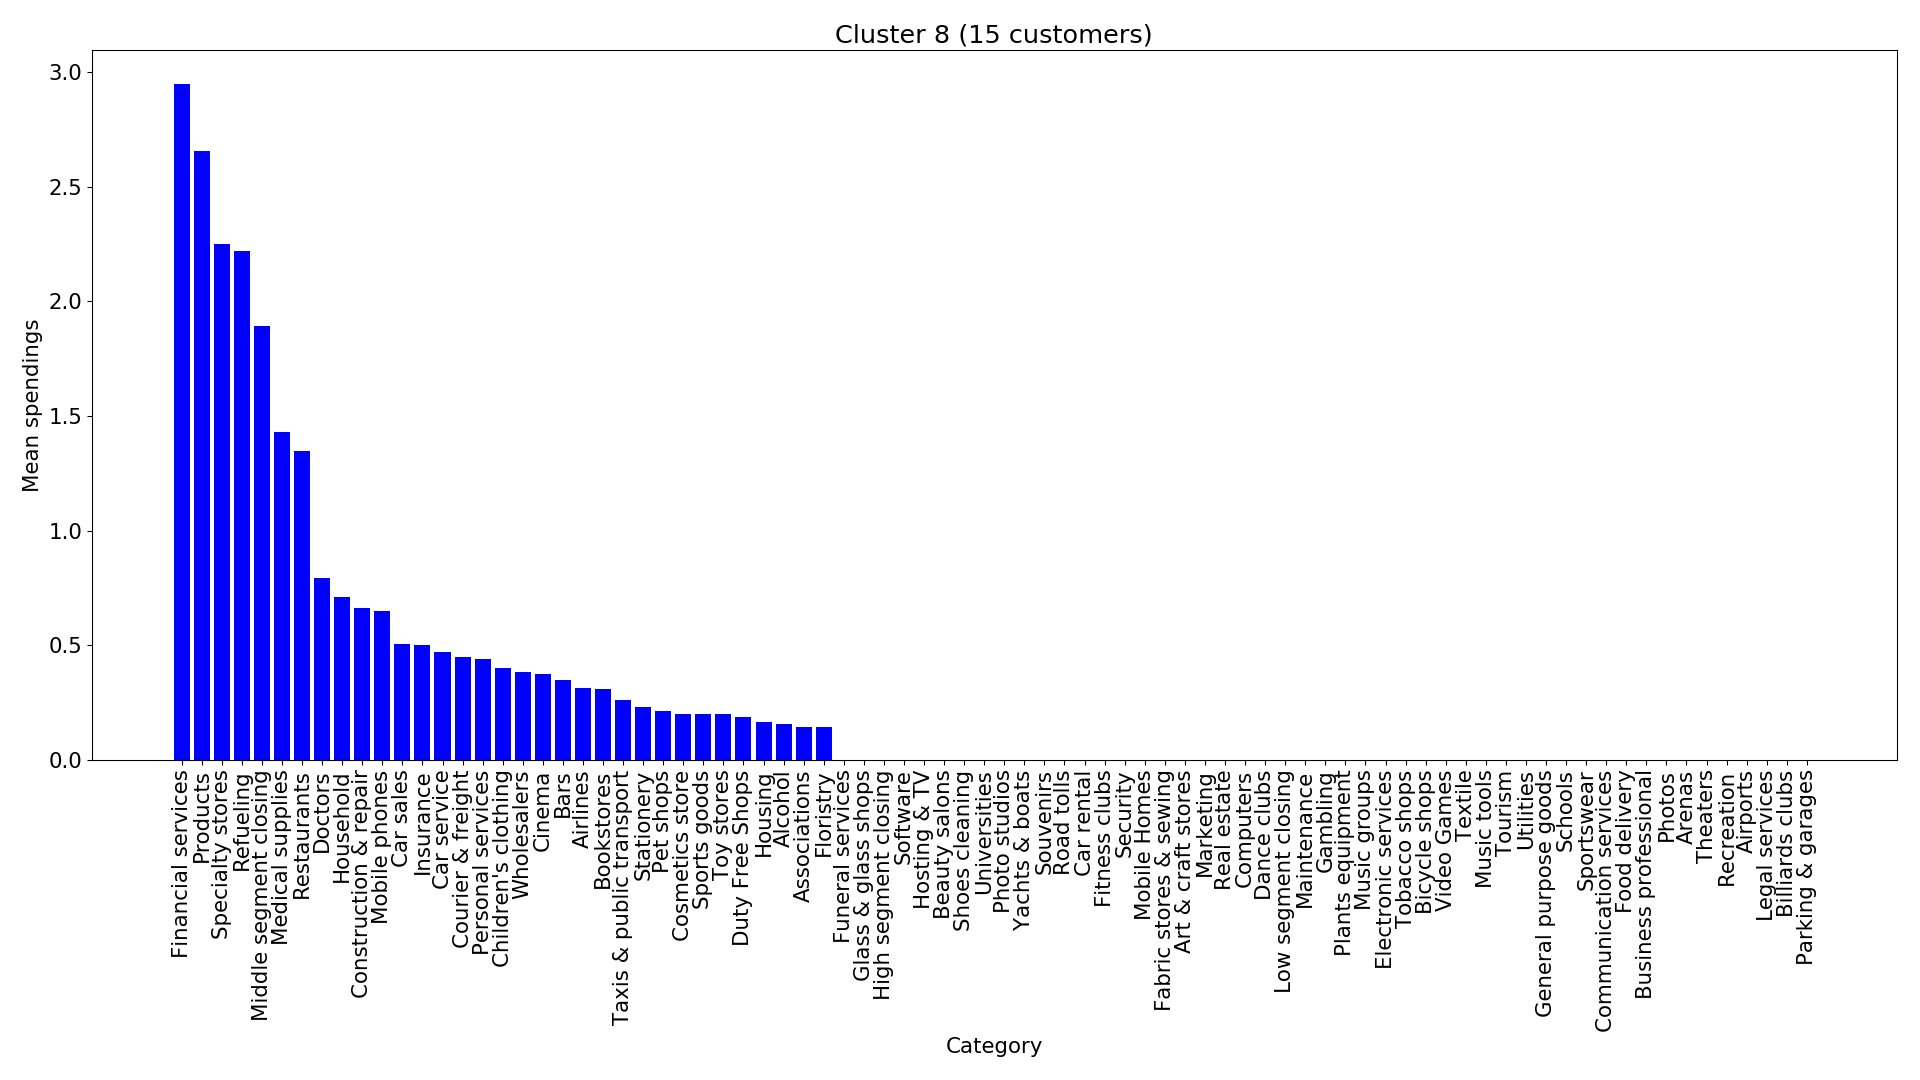 Cluster 8 (15 customers)
Mean spendings
3.0
2.5
2.0
1.5
1.0
0.5
0.0
Financial services
Products
Specialty stores
Refueling
Middle segment closing
Medical supplies
Restaurants
Doctors
Household
Construction & repair
Mobile phones
Car sales
Insurance
Car service
Courier & freight
Personal services
Children's clothing
Wholesalers
Cinema
Bars
Airlines
Bookstores
Taxis & public transport
Stationery
Pet shops
Cosmetics store
Sports goods
Toy stores
Duty Free Shops
Housing
Alcohol
Associations
Floristry
Funeral services
Glass & glass shops
High segment closing
Software
Hosting & TV
Beauty salons
Shoes cleaning
Universities
Photo studios
Yachts & boats
Souvenirs
Road tolls
Car rental
Fitness clubs
Security
Mobile Homes
Fabric stores & sewing
Art & craft stores
Marketing
Real estate
Computers
Dance clubs
Low segment closing
Maintenance
Gambling
Plants equipment
Music groups
Electronic services
Tobacco shops
Bicycle shops
Video Games
Textile
Music tools
Tourism
Utilities
General purpose goods
Schools
Sportswear
Communication services
Food delivery
Business professional
Photos
Arenas
Theaters
Recreation
Airports
Legal services
Billiards clubs
Parking & garages
Category